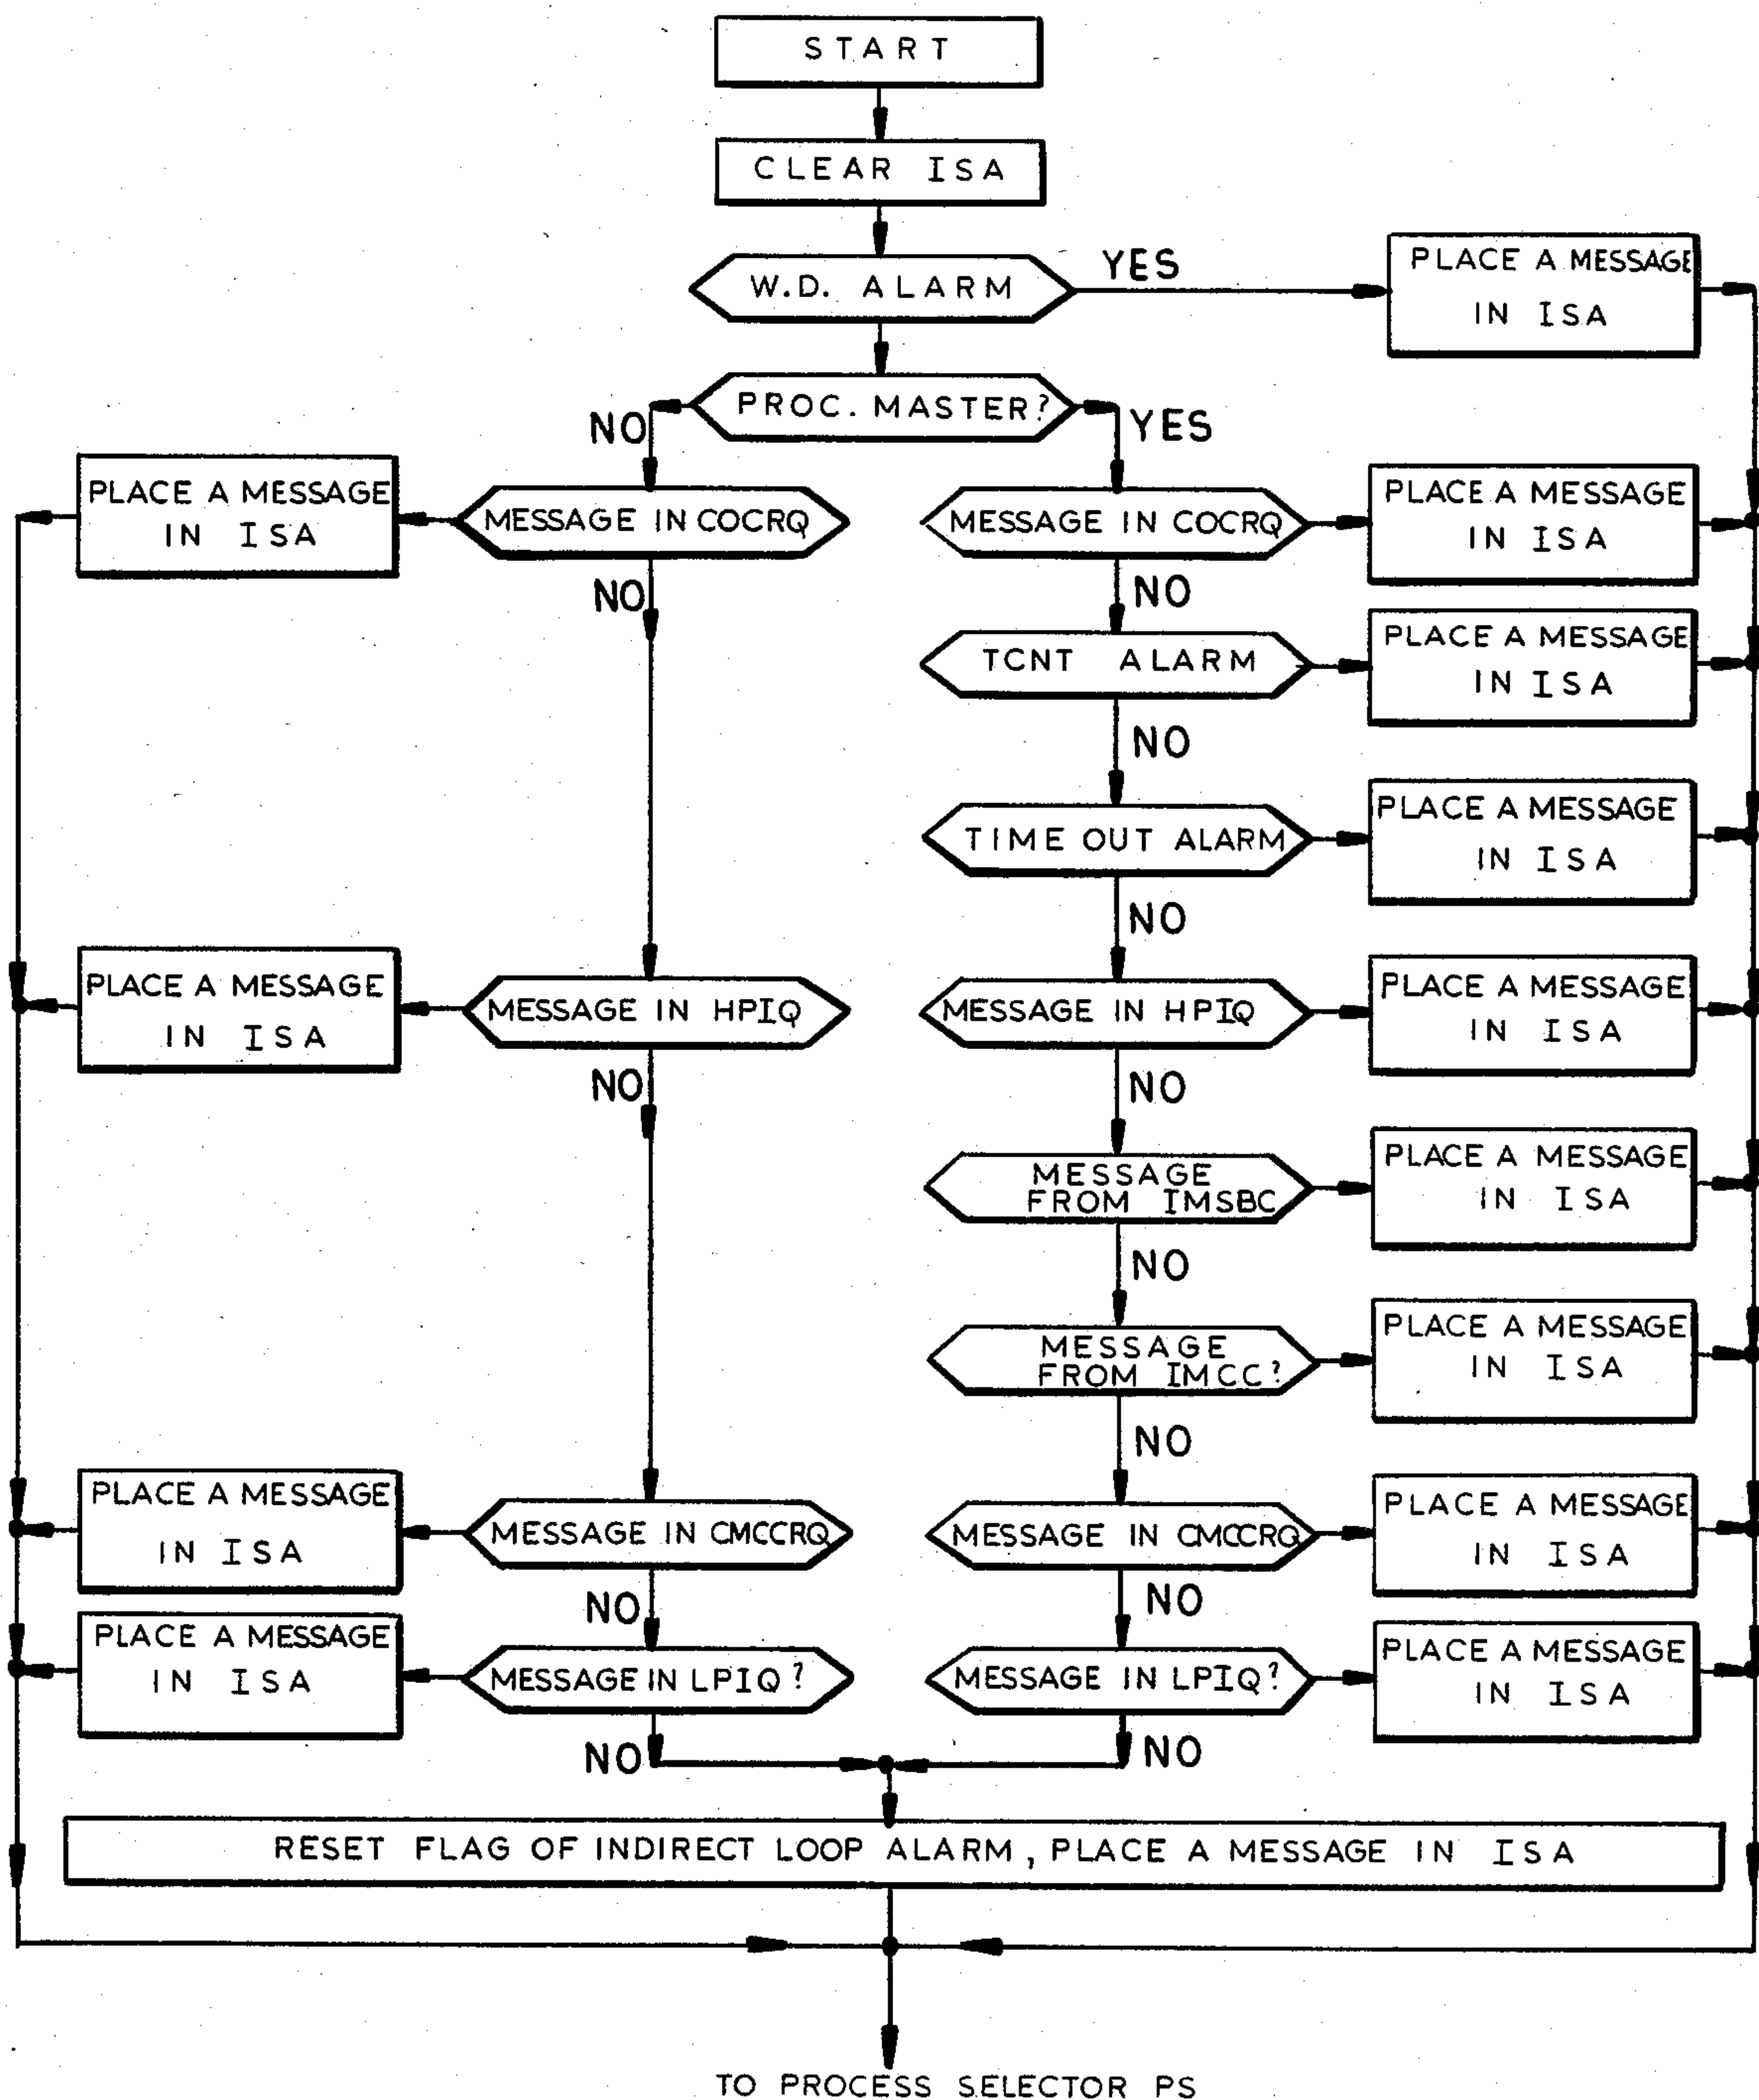 START
CLEAR ISA
W.D. ALARM
YES
PLACE A MESSAGE
IN ISA
PROC. MASTER?
NO
YES
PLACE A MESSAGE
IN ISA
MESSAGE IN COCRQ
MESSAGE IN COCRQ
PLACE A MESSAGE
IN ISA
NO
NO
TCNT ALARM
PLACE A MESSAGE
IN ISA
NO
TIME OUT ALARM
PLACE A MESSAGE
IN ISA
NO
PLACE A MESSAGE
IN ISA
MESSAGE IN HPIQ
MESSAGE IN HPIQ
PLACE A MESSAGE
IN ISA
NO
NO
MESSAGE
FROM IMSBC
PLACE A MESSAGE
IN ISA
NO
MESSAGE
FROM IMCC?
PLACE A MESSAGE
IN ISA
NO
PLACE A MESSAGE
IN ISA
MESSAGE IN CMCCRQ
MESSAGE IN CMCCRQ
PLACE A MESSAGE
IN ISA
NO
NO
PLACE A MESSAGE
IN ISA
MESSAGE IN LPIQ?
MESSAGE IN LPIQ?
PLACE A MESSAGE
IN ISA
NO
NO
RESET FLAG OF INDIRECT LOOP ALARM, PLACE A MESSAGE IN ISA
TO PROCESS SELECTOR PS